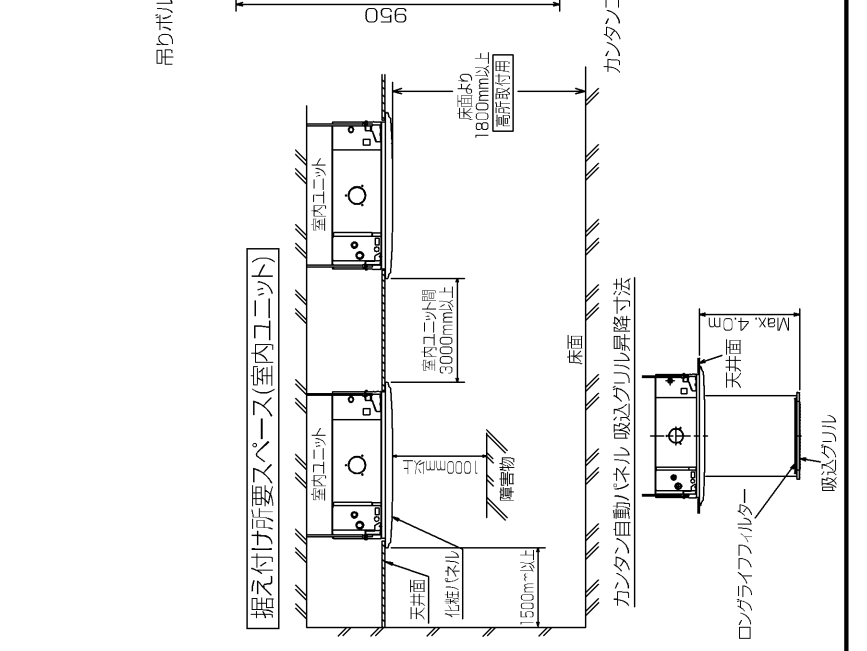 吊りボル
950
カンタン
据え付け所要スペース(室内ユニット)
室内ユニット
室内ユニット
床面より
1800mm以上
高所取付用
室内ユニット間
3000mm以上
1000mm以上
障害物
床面
天井面
化粧パネル
1500m以上
カンタン自動パネル 吸込グリル昇降寸法
Max. 4.0m
天井面
吸込グリル
ロングライフフィルター